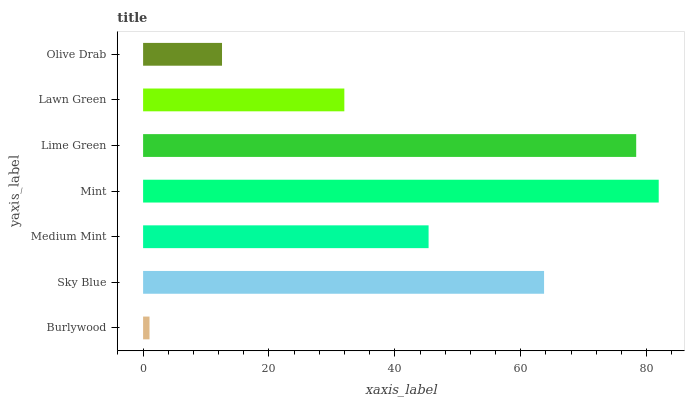 title
Olive Drab
Lawn Green
Lime Green
Mint
Medium Mint
Sky Blue
Burlywood
yaxis_label
0 20 40 60 80
xaxis_label